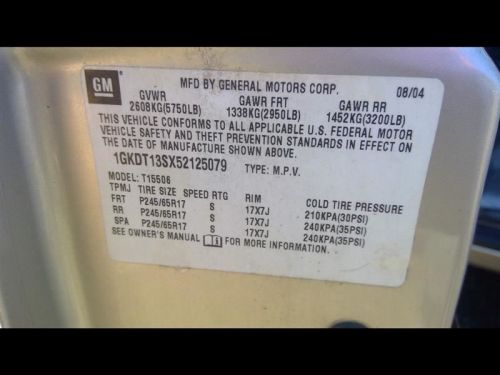 GM
MFD BY GENERAL MOTORS CORP. 08/04
GVWR GAWR FRT GAWR RR
2608KG(5750LB) 1338KG(2950LB) 1452KG(3200LB)
THIS VEHICLE CONFORMS TO ALL APPLICABLE U.S. FEDERAL MOTOR
VEHICLE SAFETY AND THEFT PREVENTION STANDARDS IN EFFECT ON
THE DATE OF MANUFACTURE SHOWN ABOVE.
1GKDT13SX52125079 TYPE: M.P.V.
MODEL: T15506
TPMJ TIRE SIZE SPEED RTG RIM COLD TIRE PRESSURE
FRT P245/65R17 S 17X7J 210KPA(30PSI)
RR P245/65R17 S 17X7J 240KPA(35PSI)
SPA P245/65R17 S 17X7J 240KPA(35PSI)
SEE OWNER'S MANUAL i FOR MORE INFORMATION.